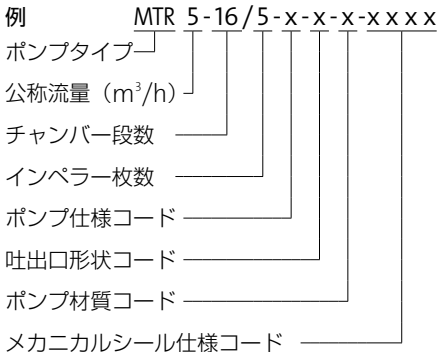 例 MTR 5-16/5-x-x-x-xxxx
ポンプタイプ
公称流量（m³/h）
チャンバー段数
インペラー枚数
ポンプ仕様コード
吐出口形状コード
ポンプ材質コード
メカニカルシール仕様コード